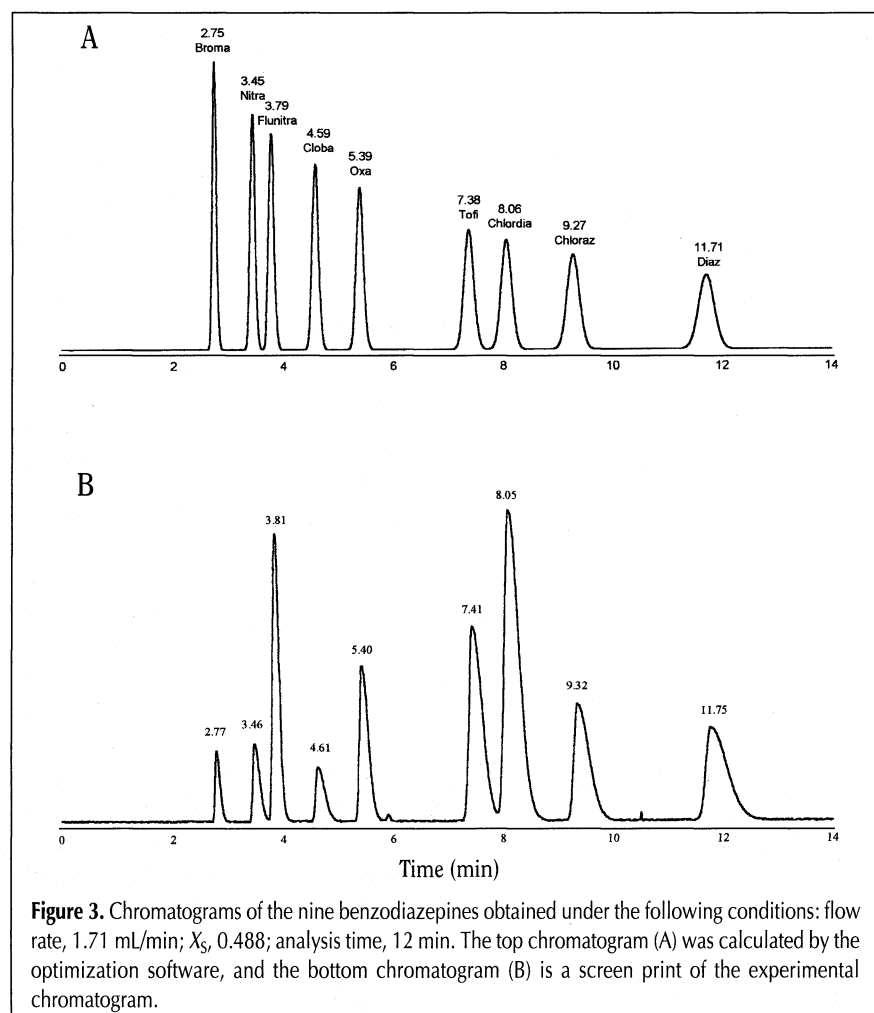 A
2.75
Broma
3.45
Nitra
3.79
Flunitra
4.59
Cloba
5.39
Oxa
7.38
Tofi
8.06
Chlordia
9.27
Chloraz
11.71
Diaz
0 2 4 6 8 10 12 14
B
2.77
3.46
3.81
4.61
5.40
7.41
8.05
9.32
11.75
0 2 4 6 8 10 12 14
Time (min)
Figure 3. Chromatograms of the nine benzodiazepines obtained under the following conditions: flow
rate, 1.71 mL/min; XS, 0.488; analysis time, 12 min. The top chromatogram (A) was calculated by the
optimization software, and the bottom chromatogram (B) is a screen print of the experimental
chromatogram.